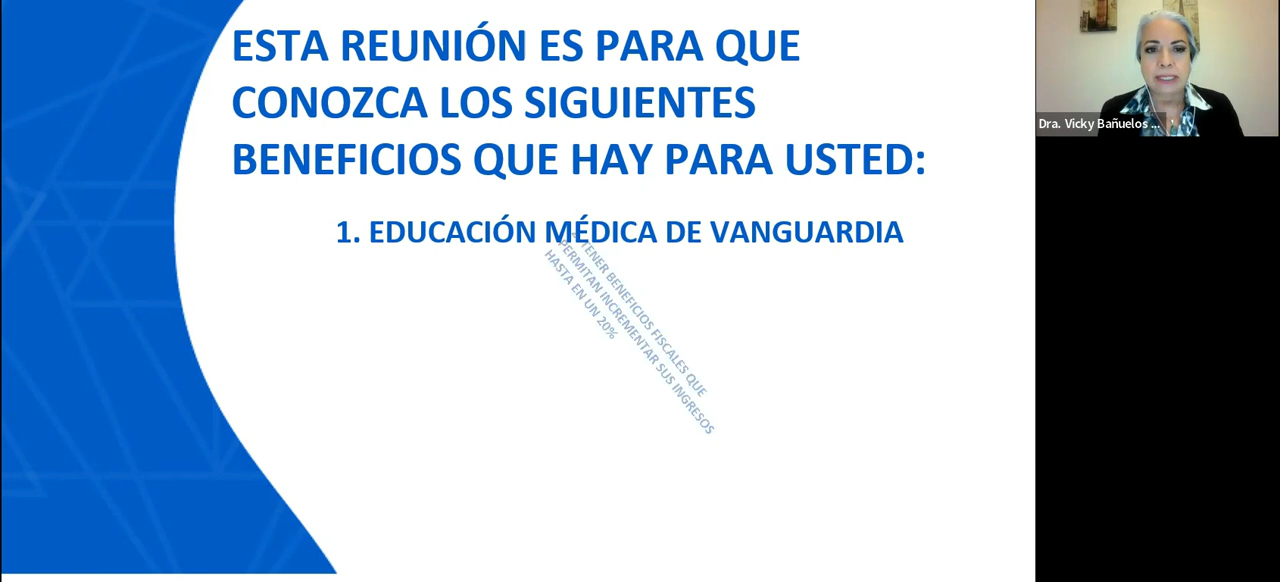 ESTA REUNIÓN ES PARA QUE
CONOZCA LOS SIGUIENTES
BENEFICIOS QUE HAY PARA USTED:
1. EDUCACIÓN MÉDICA DE VANGUARDIA
TENER BENEFICIOS FISCALES QUE
PERMITAN INCREMENTAR SUS INGRESOS
HASTA EN UN 20%
Dra. Vicky Bañuelos ...